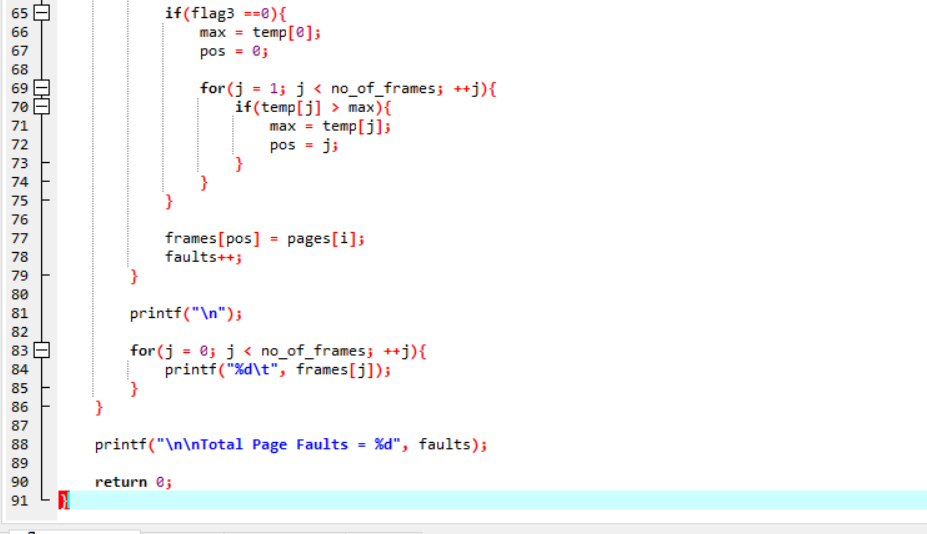 65 if(flag3 ==0){
66 max = temp[0];
67 pos = 0;
68
69 for(j = 1; j < no_of_frames; ++j){
70 if(temp[j] > max){
71 max = temp[j];
72 pos = j;
73 }
74 }
75 }
76
77 frames[pos] = pages[i];
78 faults++;
79 }
80
81 printf("\n");
82
83 for(j = 0; j < no_of_frames; ++j){
84 printf("%d\t", frames[j]);
85 }
86 }
87
88 printf("\n\nTotal Page Faults = %d", faults);
89
90 return 0;
91 }